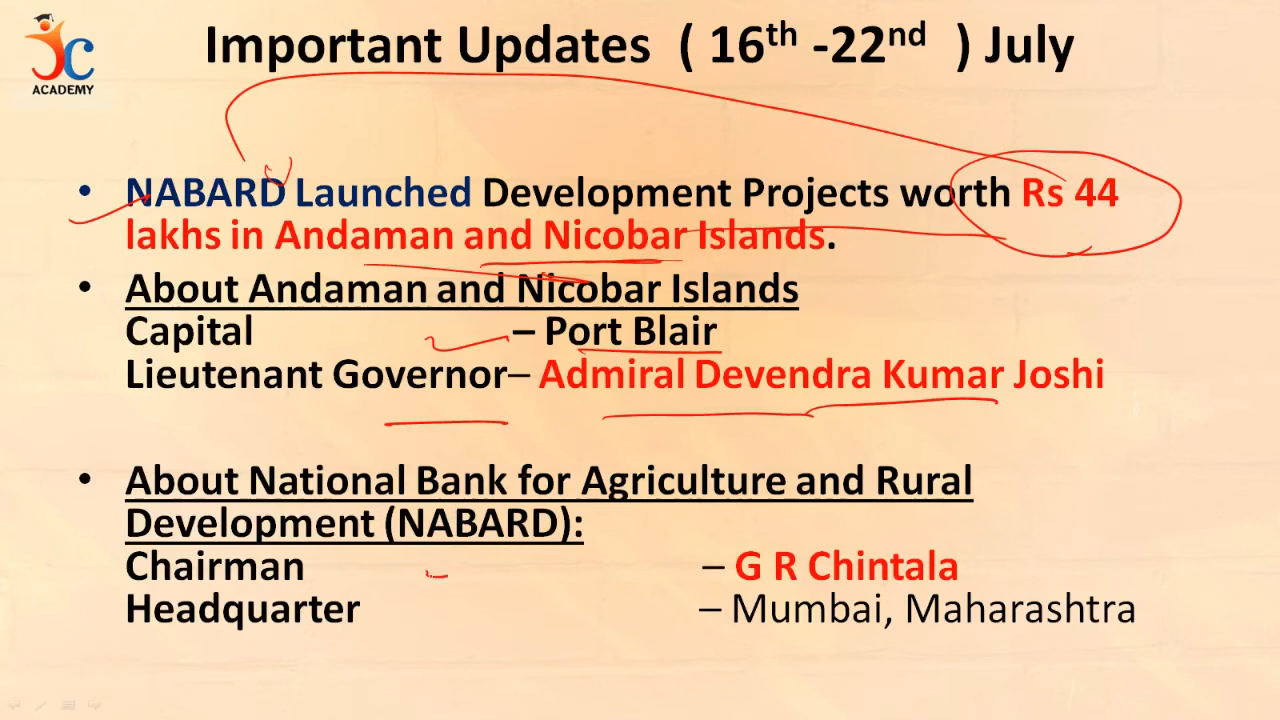 JC
ACADEMY
Important Updates ( 16th -22nd ) July
• NABARD Launched Development Projects worth Rs 44
lakhs in Andaman and Nicobar Islands.
• About Andaman and Nicobar Islands
Capital – Port Blair
Lieutenant Governor– Admiral Devendra Kumar Joshi
• About National Bank for Agriculture and Rural
Development (NABARD):
Chairman – G R Chintala
Headquarter – Mumbai, Maharashtra